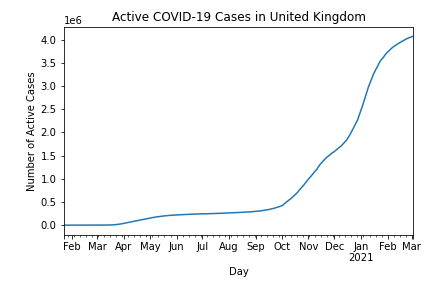 Active COVID-19 Cases in United Kingdom
1e6
4.0
3.5
3.0
2.5
2.0
1.5
1.0
0.5
0.0
Number of Active Cases
Feb Mar Apr May Jun Jul Aug Sep Oct Nov Dec Jan Feb Mar
2021
Day